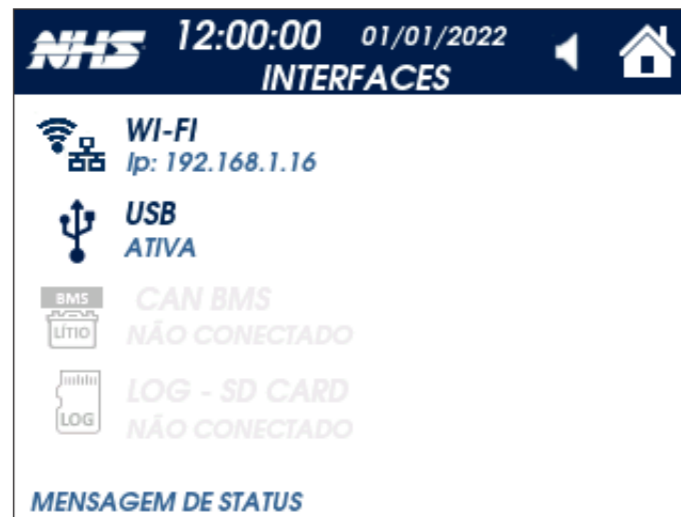 NHS 12:00:00 01/01/2022
INTERFACES
WI-FI
Ip: 192.168.1.16
USB
ATIVA
BMS
LÍTIO
CAN BMS
NÃO CONECTADO
LOG
LOG - SD CARD
NÃO CONECTADO
MENSAGEM DE STATUS